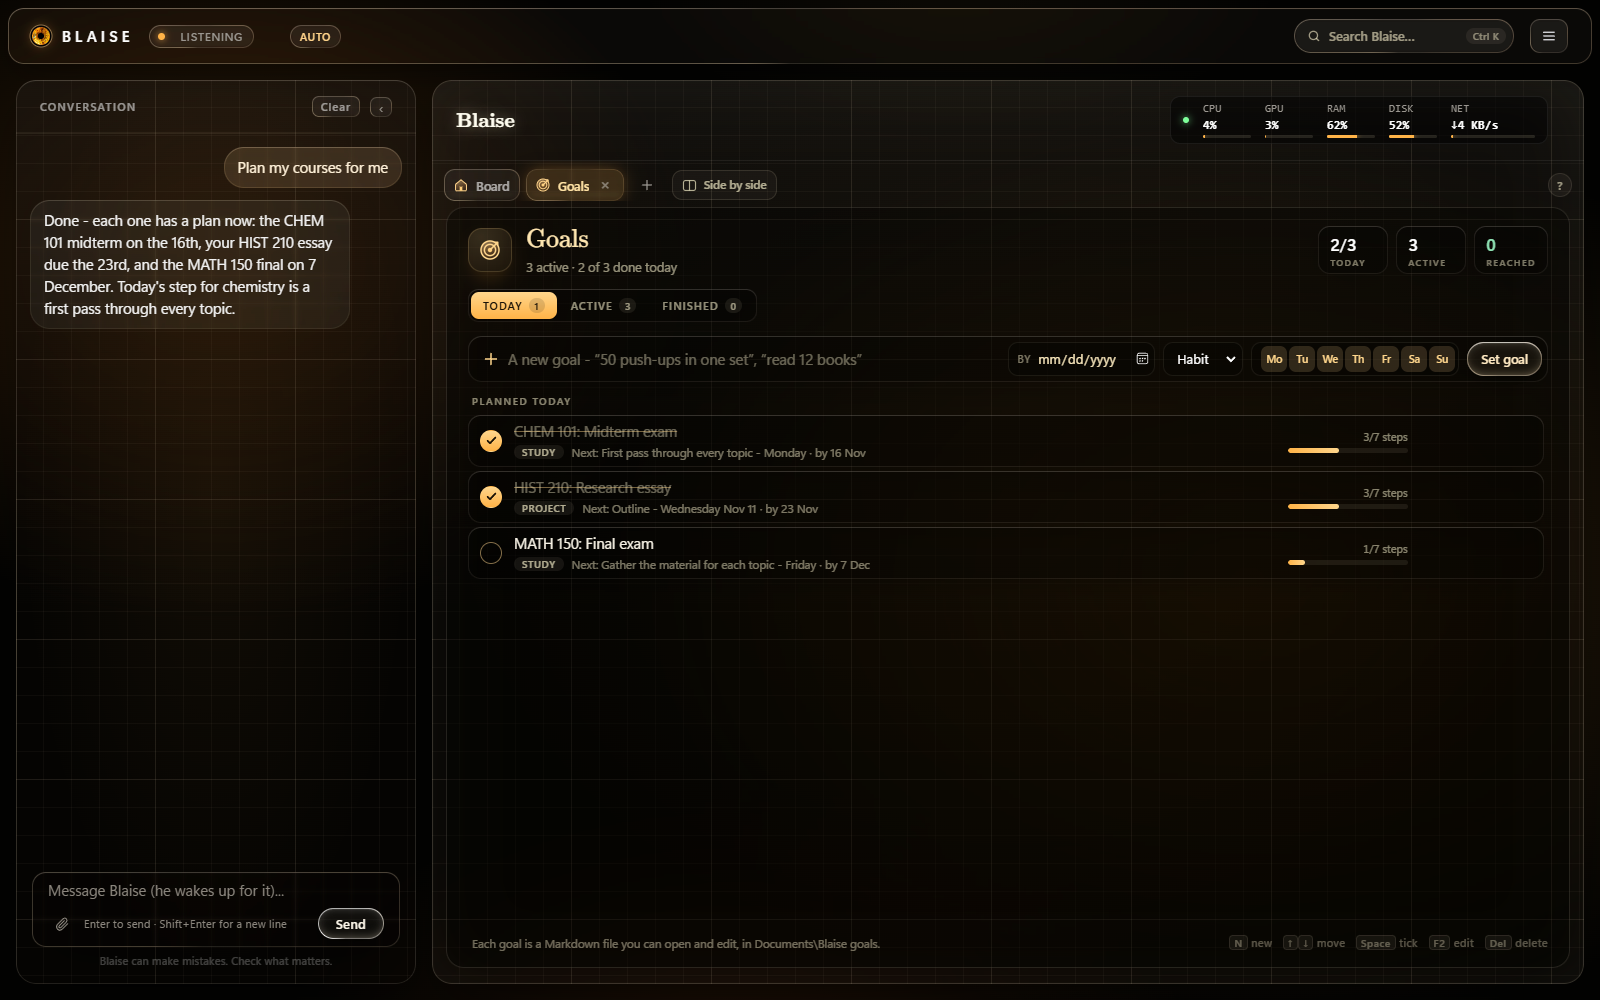 BLAISE
LISTENING
AUTO
Search Blaise...
Ctrl K
CONVERSATION
Clear
Plan my courses for me
Done - each one has a plan now: the CHEM
101 midterm on the 16th, your HIST 210 essay
due the 23rd, and the MATH 150 final on 7
December. Today's step for chemistry is a
first pass through every topic.
Message Blaise (he wakes up for it)...
Enter to send · Shift+Enter for a new line
Send
Blaise can make mistakes. Check what matters.
Blaise
CPU GPU RAM DISK NET
4% 3% 62% 52% ↓4 KB/s
Board
Goals ×
+
Side by side
?
Goals
3 active · 2 of 3 done today
2/3 TODAY
3 ACTIVE
0 REACHED
TODAY 1
ACTIVE 3
FINISHED 0
+ A new goal - “50 push-ups in one set”, “read 12 books”
BY mm/dd/yyyy
Habit
Mo Tu We Th Fr Sa Su
Set goal
PLANNED TODAY
CHEM 101: Midterm exam
STUDY Next: First pass through every topic - Monday · by 16 Nov
3/7 steps
HIST 210: Research essay
PROJECT Next: Outline - Wednesday Nov 11 · by 23 Nov
3/7 steps
MATH 150: Final exam
STUDY Next: Gather the material for each topic - Friday · by 7 Dec
1/7 steps
Each goal is a Markdown file you can open and edit, in Documents\Blaise goals.
N new ↑ ↓ move Space tick F2 edit Del delete